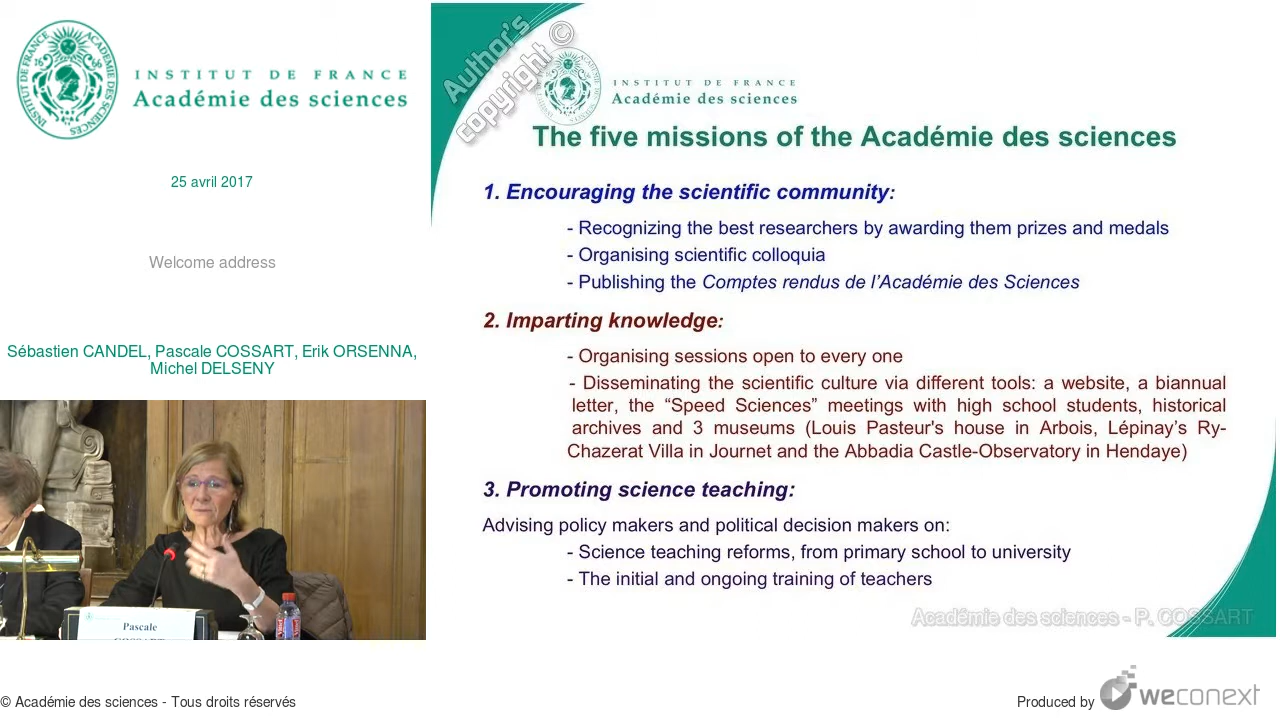 INSTITUT DE FRANCE
Académie des sciences
25 avril 2017
Welcome address
Sébastien CANDEL, Pascale COSSART, Erik ORSENNA,
Michel DELSENY
Pascale
COSSART
Author's
copyright ©
INSTITUT DE FRANCE
Académie des sciences
The five missions of the Académie des sciences
1. Encouraging the scientific community:
- Recognizing the best researchers by awarding them prizes and medals
- Organising scientific colloquia
- Publishing the Comptes rendus de l’Académie des Sciences
2. Imparting knowledge:
- Organising sessions open to every one
- Disseminating the scientific culture via different tools: a website, a biannual
letter, the “Speed Sciences” meetings with high school students, historical
archives and 3 museums (Louis Pasteur's house in Arbois, Lépinay’s Ry-
Chazerat Villa in Journet and the Abbadia Castle-Observatory in Hendaye)
3. Promoting science teaching:
Advising policy makers and political decision makers on:
- Science teaching reforms, from primary school to university
- The initial and ongoing training of teachers
Académie des sciences - P. COSSART
© Académie des sciences - Tous droits réservés
Produced by weconext